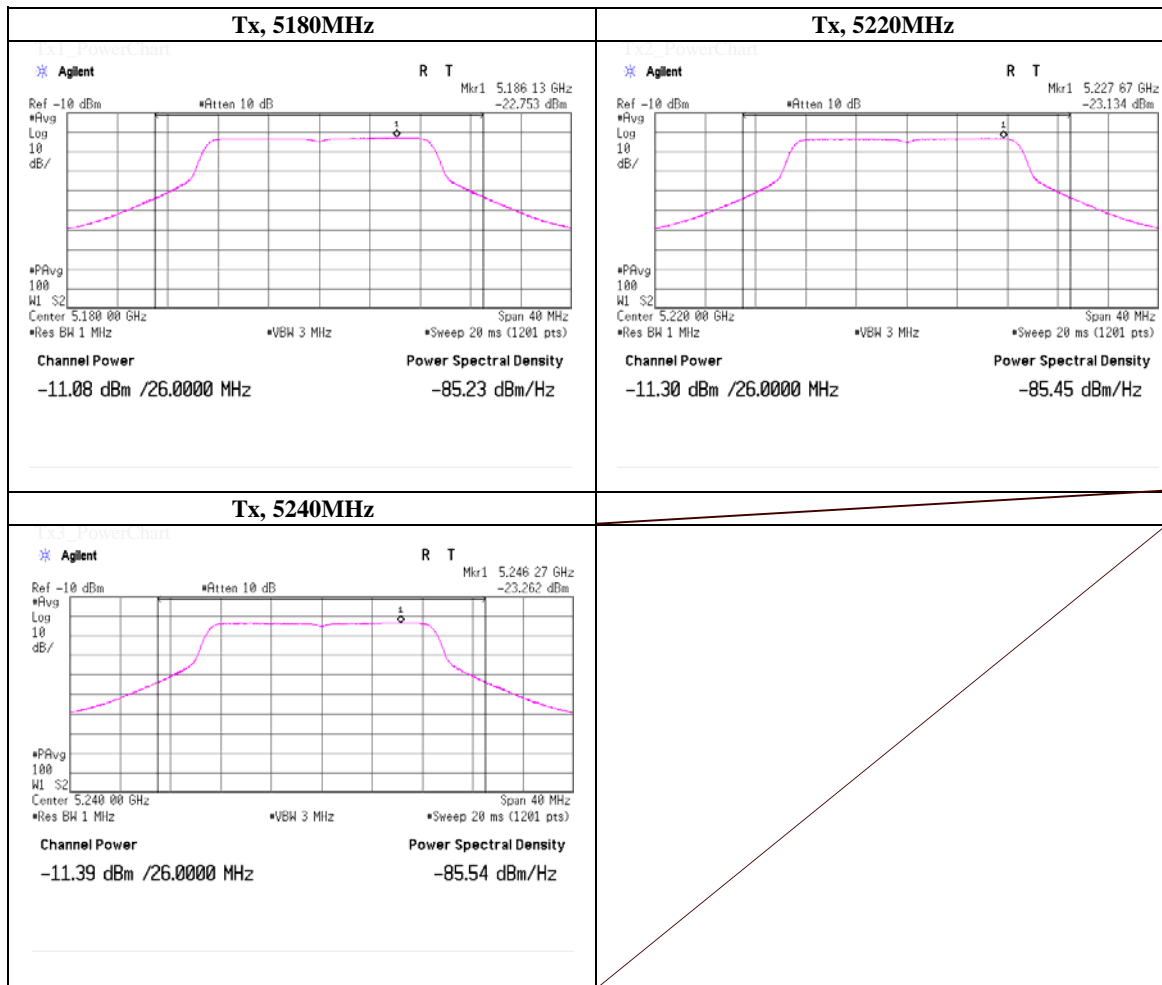 Tx, 5180MHz
Tx1_PowerChart
Agilent
R T
Mkr1 5.186 13 GHz
Ref -10 dBm
#Atten 10 dB
-22.753 dBm
#Avg
Log
10
dB/
1
#PAvg
100
W1 S2
Center 5.180 00 GHz
Span 40 MHz
#Res BW 1 MHz
#VBW 3 MHz
#Sweep 20 ms (1201 pts)
Channel Power
Power Spectral Density
-11.08 dBm /26.0000 MHz
-85.23 dBm/Hz
Tx, 5220MHz
Tx2_PowerChart
Agilent
R T
Mkr1 5.227 67 GHz
Ref -10 dBm
#Atten 10 dB
-23.134 dBm
#Avg
Log
10
dB/
1
#PAvg
100
W1 S2
Center 5.220 00 GHz
Span 40 MHz
#Res BW 1 MHz
#VBW 3 MHz
#Sweep 20 ms (1201 pts)
Channel Power
Power Spectral Density
-11.30 dBm /26.0000 MHz
-85.45 dBm/Hz
Tx, 5240MHz
Tx3_PowerChart
Agilent
R T
Mkr1 5.246 27 GHz
Ref -10 dBm
#Atten 10 dB
-23.262 dBm
#Avg
Log
10
dB/
1
#PAvg
100
W1 S2
Center 5.240 00 GHz
Span 40 MHz
#Res BW 1 MHz
#VBW 3 MHz
#Sweep 20 ms (1201 pts)
Channel Power
Power Spectral Density
-11.39 dBm /26.0000 MHz
-85.54 dBm/Hz